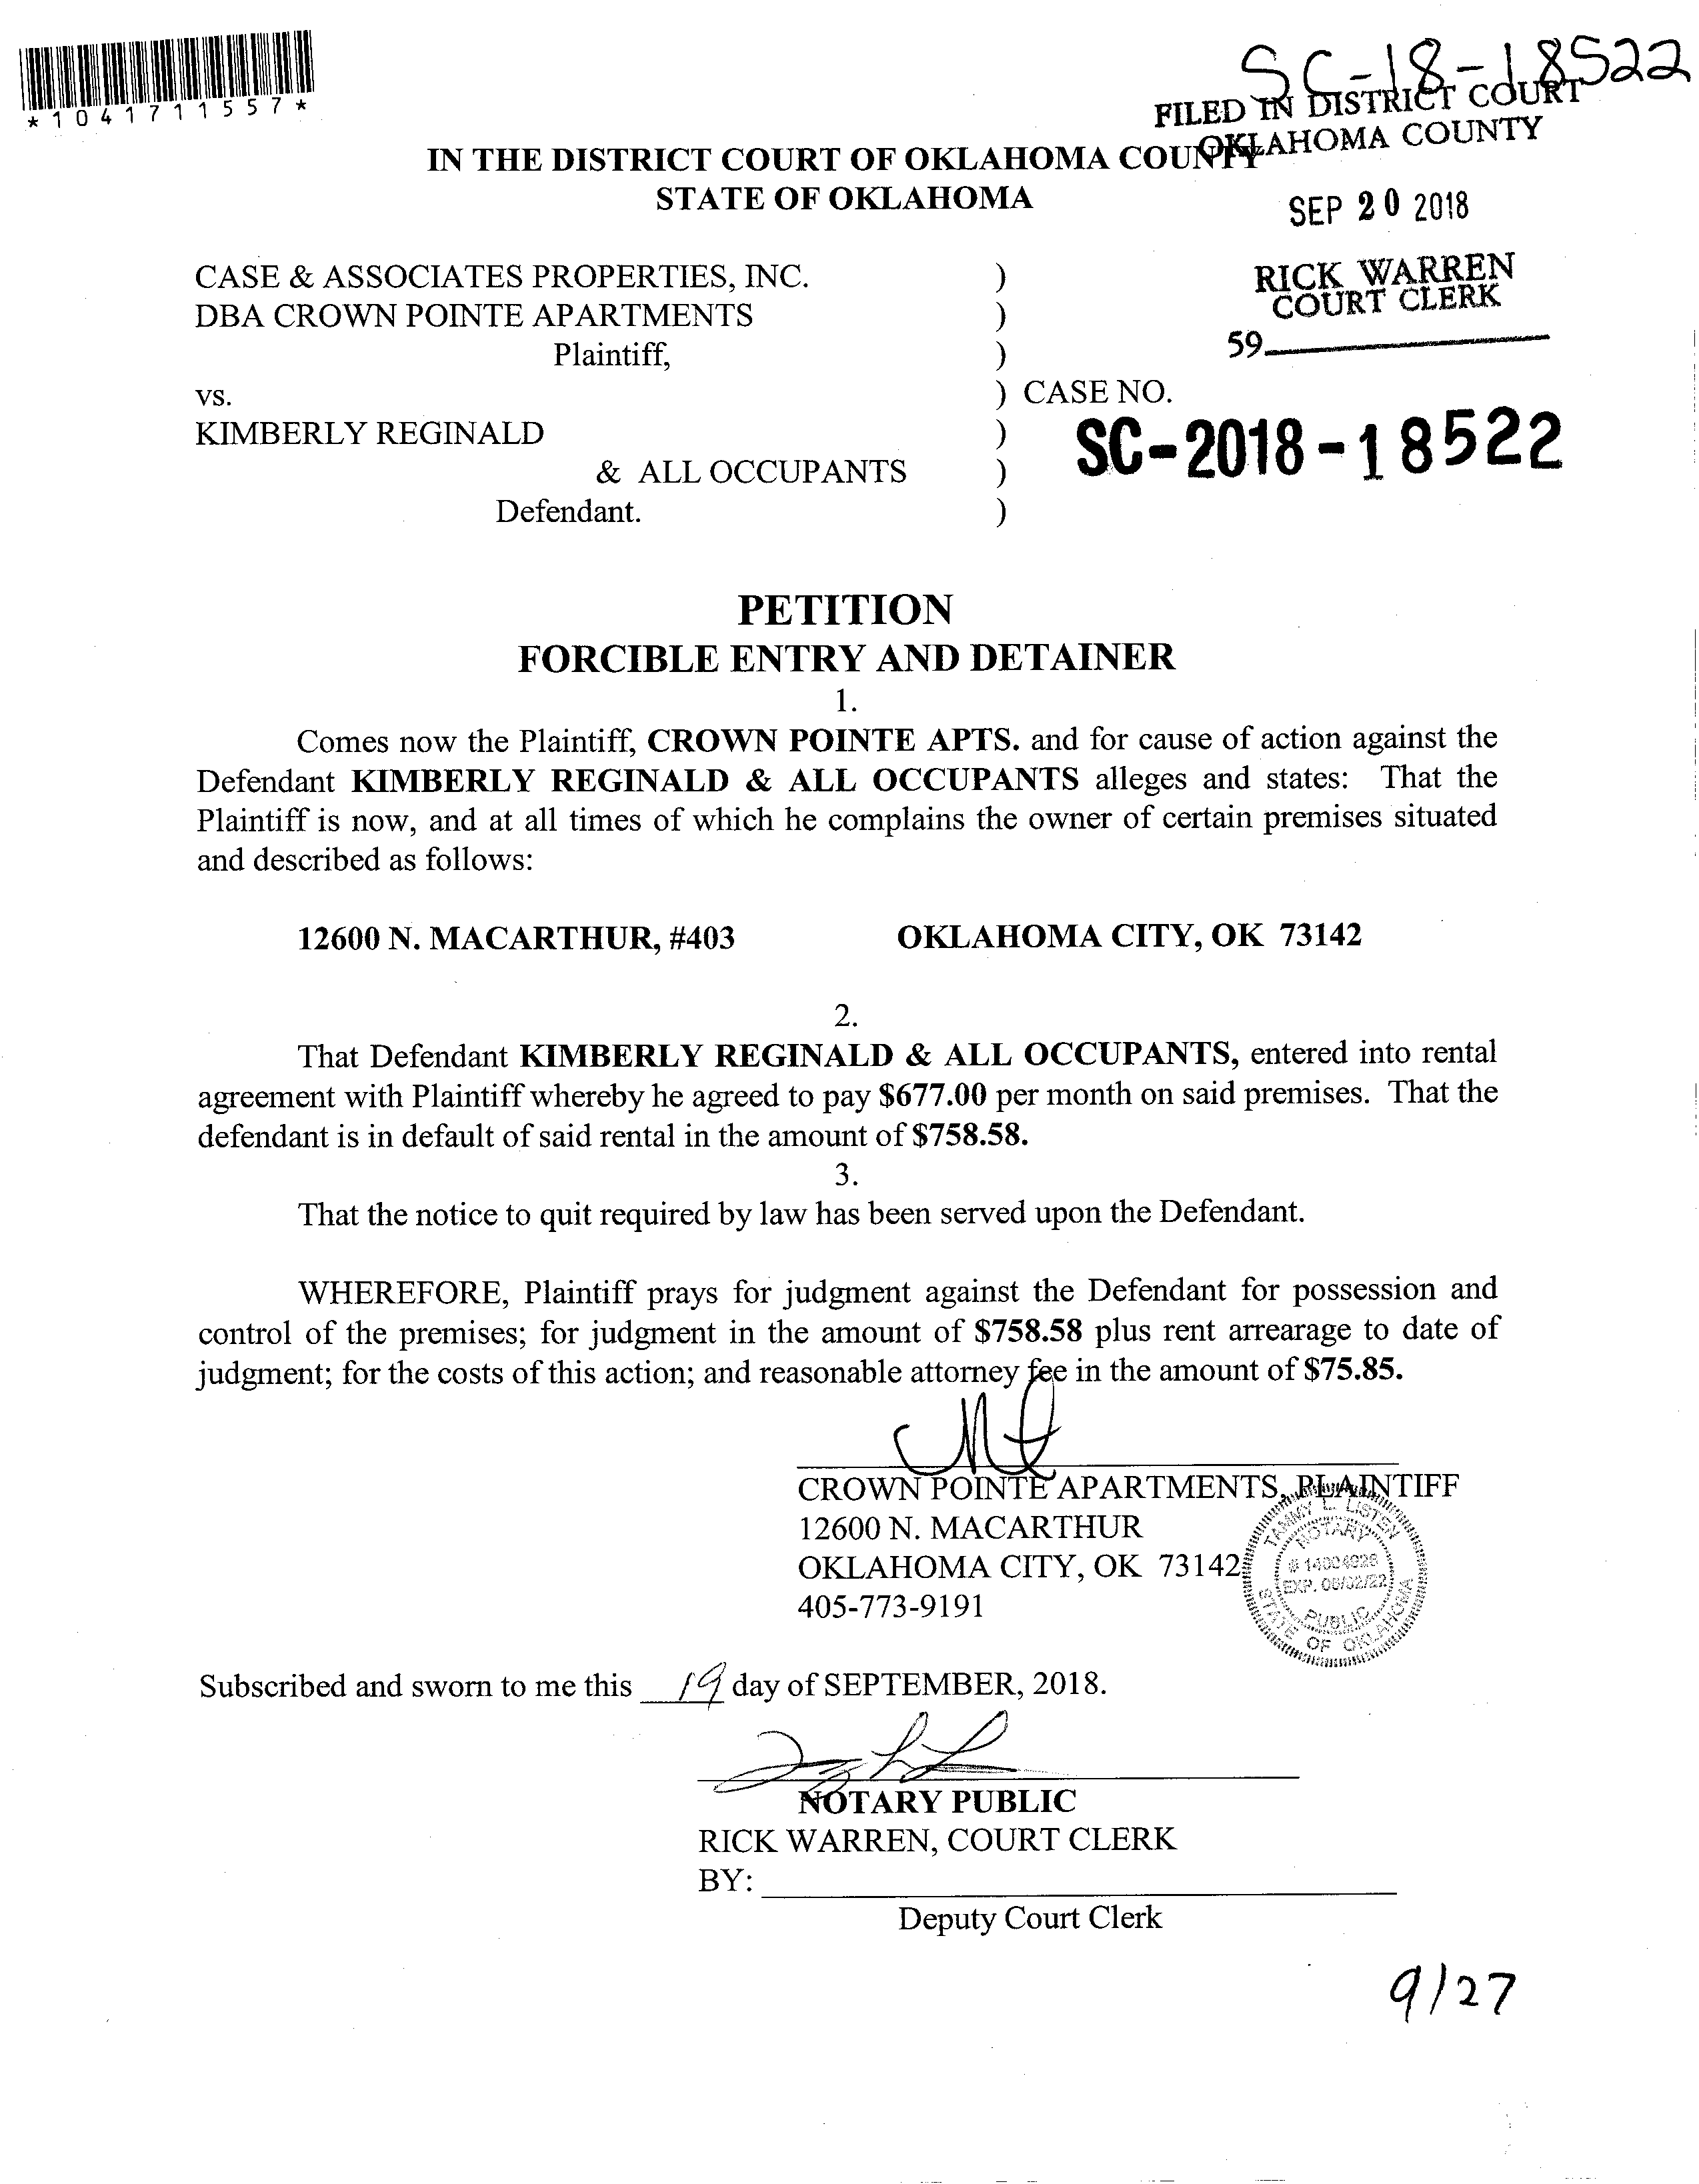 SC-18-18522
*1041711557*
FILED IN DISTRICT COURT
OKLAHOMA COUNTY
IN THE DISTRICT COURT OF OKLAHOMA COUNTY
STATE OF OKLAHOMA
SEP 20 2018
CASE & ASSOCIATES PROPERTIES, INC. )
RICK WARREN
COURT CLERK
DBA CROWN POINTE APARTMENTS )
59
Plaintiff, )
vs. ) CASE NO.
KIMBERLY REGINALD )
SC-2018-18522
& ALL OCCUPANTS )
Defendant. )
PETITION
FORCIBLE ENTRY AND DETAINER
1.
Comes now the Plaintiff, CROWN POINTE APTS. and for cause of action against the
Defendant KIMBERLY REGINALD & ALL OCCUPANTS alleges and states: That the
Plaintiff is now, and at all times of which he complains the owner of certain premises situated
and described as follows:
12600 N. MACARTHUR, #403 OKLAHOMA CITY, OK 73142
2.
That Defendant KIMBERLY REGINALD & ALL OCCUPANTS, entered into rental
agreement with Plaintiff whereby he agreed to pay $677.00 per month on said premises. That the
defendant is in default of said rental in the amount of $758.58.
3.
That the notice to quit required by law has been served upon the Defendant.
WHEREFORE, Plaintiff prays for judgment against the Defendant for possession and
control of the premises; for judgment in the amount of $758.58 plus rent arrearage to date of
judgment; for the costs of this action; and reasonable attorney fee in the amount of $75.85.
CROWN POINTE APARTMENTS, PLAINTIFF
12600 N. MACARTHUR
OKLAHOMA CITY, OK 73142
405-773-9191
TAMMY L. LISTEN
NOTARY
# 14004926
EXP. 06/02/22
PUBLIC
STATE OF OKLAHOMA
Subscribed and sworn to me this 19 day of SEPTEMBER, 2018.
NOTARY PUBLIC
RICK WARREN, COURT CLERK
BY:
Deputy Court Clerk
9/27